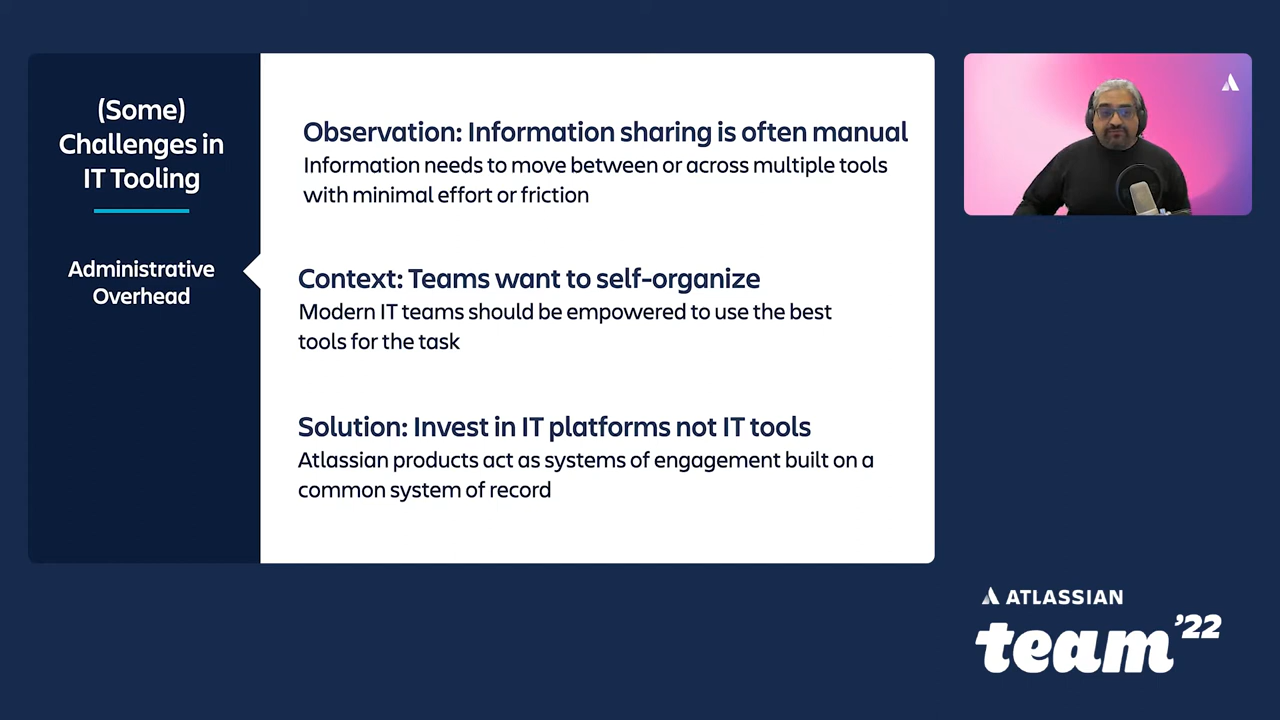 (Some)
Challenges in
IT Tooling
Administrative
Overhead
Observation: Information sharing is often manual
Information needs to move between or across multiple tools
with minimal effort or friction
Context: Teams want to self-organize
Modern IT teams should be empowered to use the best
tools for the task
Solution: Invest in IT platforms not IT tools
Atlassian products act as systems of engagement built on a
common system of record
ATLASSIAN
team '22